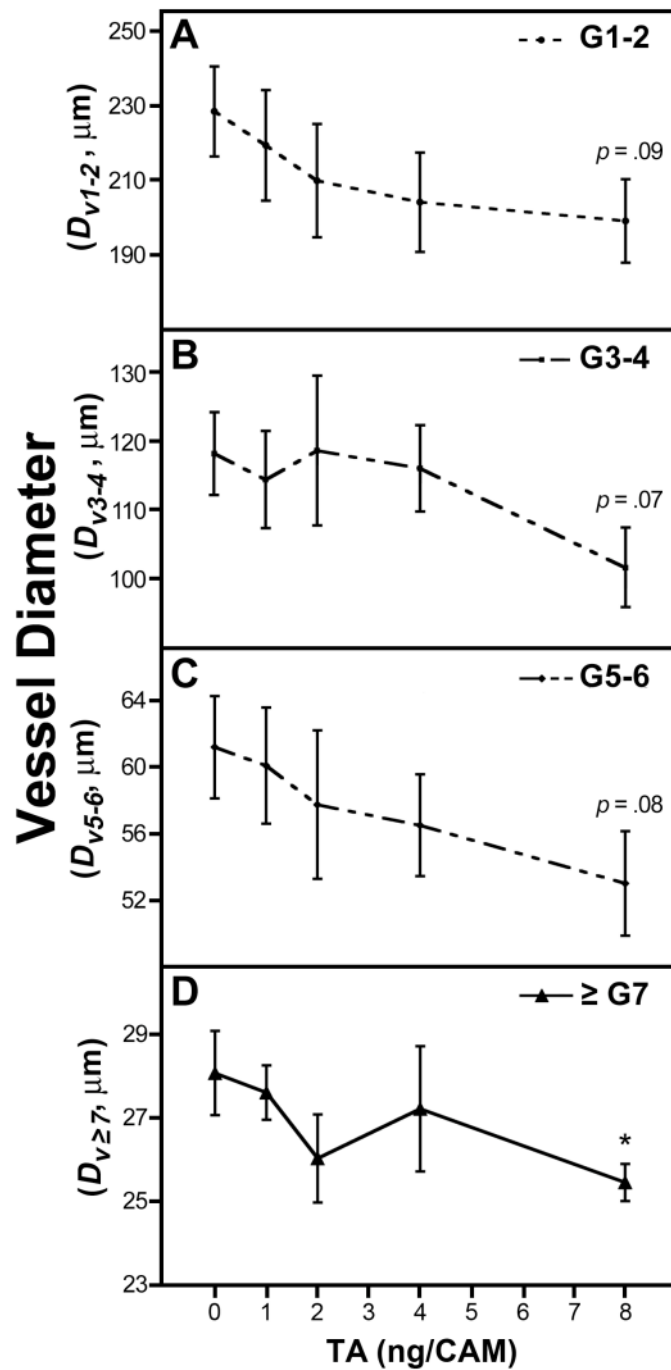 Vessel Diameter
A
G1-2
(Dv1-2, μm)
250
230
210
190
p = .09
B
G3-4
(Dv3-4, μm)
130
120
110
100
p = .07
C
G5-6
(Dv5-6, μm)
64
60
56
52
p = .08
D
≥ G7
(Dv≥7, μm)
29
27
25
23
*
0 1 2 3 4 5 6 7 8
TA (ng/CAM)